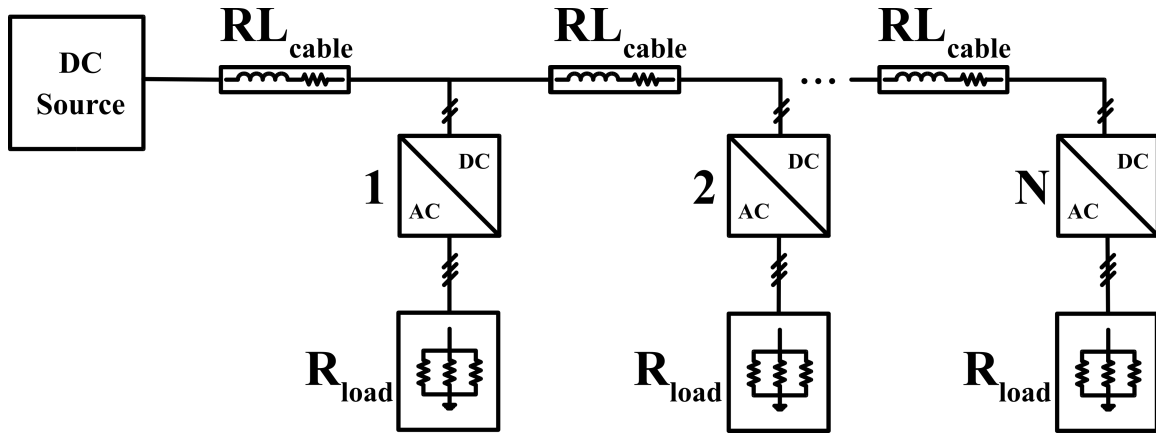 DC
Source
RL cable
RL cable
...
RL cable
1
DC
AC
2
DC
AC
N
DC
AC
R load
R load
R load